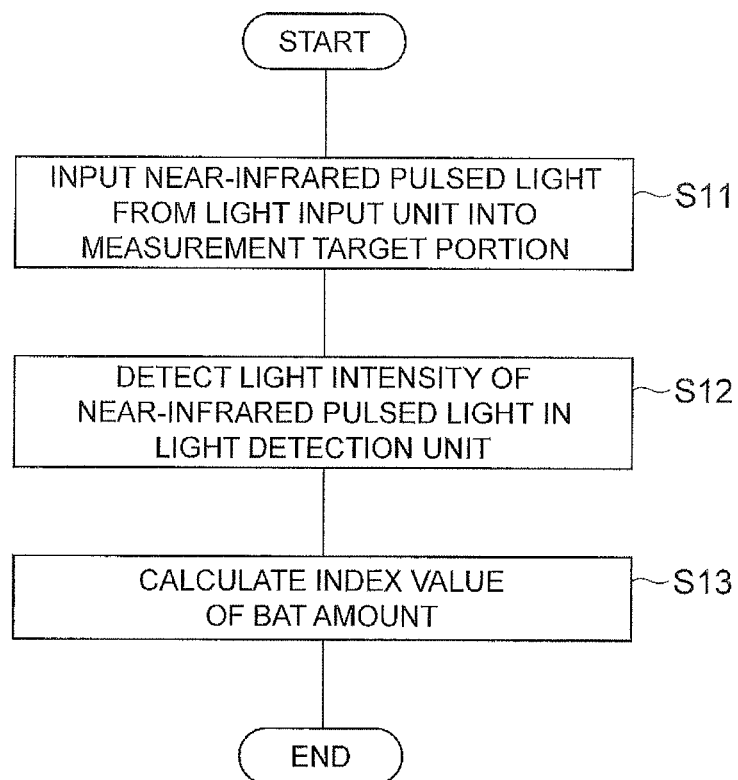 START
INPUT NEAR-INFRARED PULSED LIGHT
FROM LIGHT INPUT UNIT INTO
MEASUREMENT TARGET PORTION
S11
DETECT LIGHT INTENSITY OF
NEAR-INFRARED PULSED LIGHT IN
LIGHT DETECTION UNIT
S12
CALCULATE INDEX VALUE
OF BAT AMOUNT
S13
END